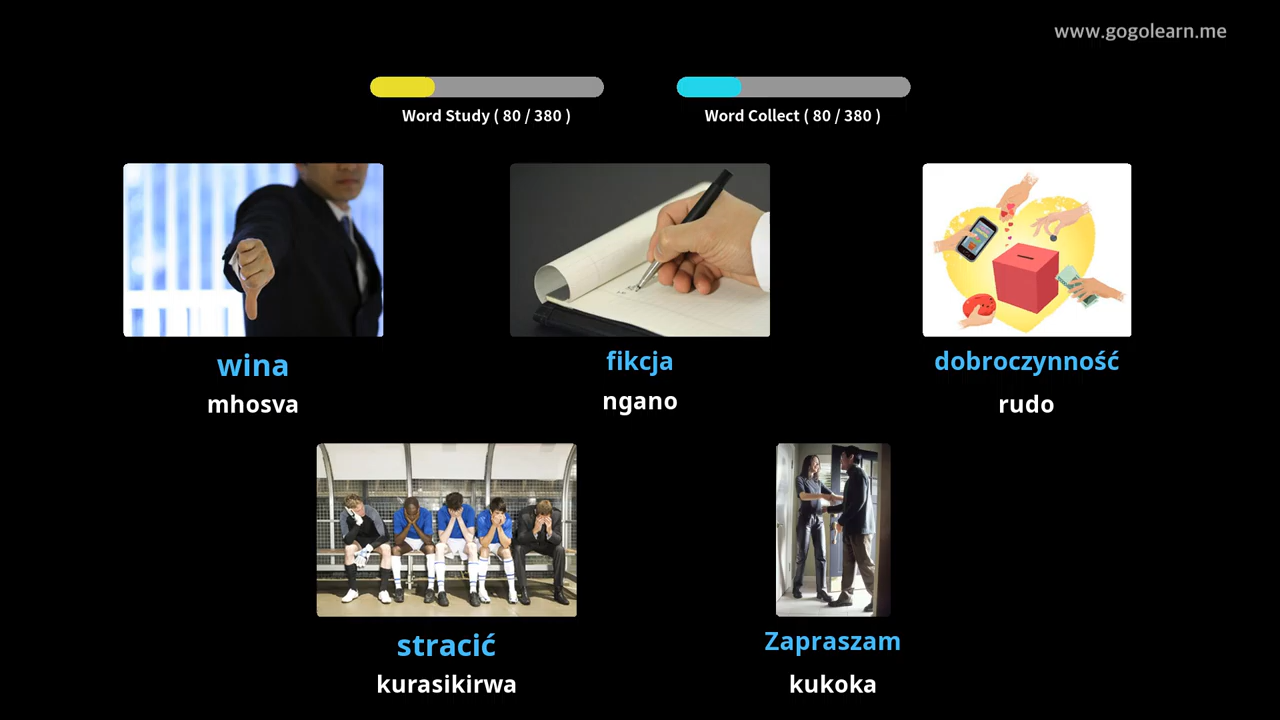 www.gogolearn.me
Word Study ( 80 / 380 )
Word Collect ( 80 / 380 )
wina
mhosva
fikcja
ngano
dobroczynność
rudo
stracić
kurasikirwa
Zapraszam
kukoka